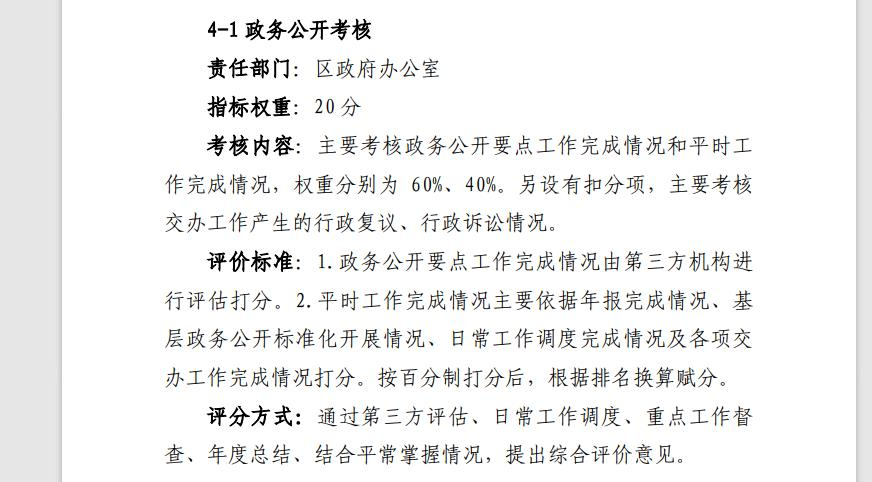 4-1 政务公开考核
责任部门：区政府办公室
指标权重：20 分
考核内容：主要考核政务公开要点工作完成情况和平时工
作完成情况，权重分别为 60%、40%。另设有扣分项，主要考核
交办工作产生的行政复议、行政诉讼情况。
评价标准：1.政务公开要点工作完成情况由第三方机构进
行评估打分。2.平时工作完成情况主要依据年报完成情况、基
层政务公开标准化开展情况、日常工作调度完成情况及各项交
办工作完成情况打分。按百分制打分后，根据排名换算赋分。
评分方式：通过第三方评估、日常工作调度、重点工作督
查、年度总结、结合平常掌握情况，提出综合评价意见。